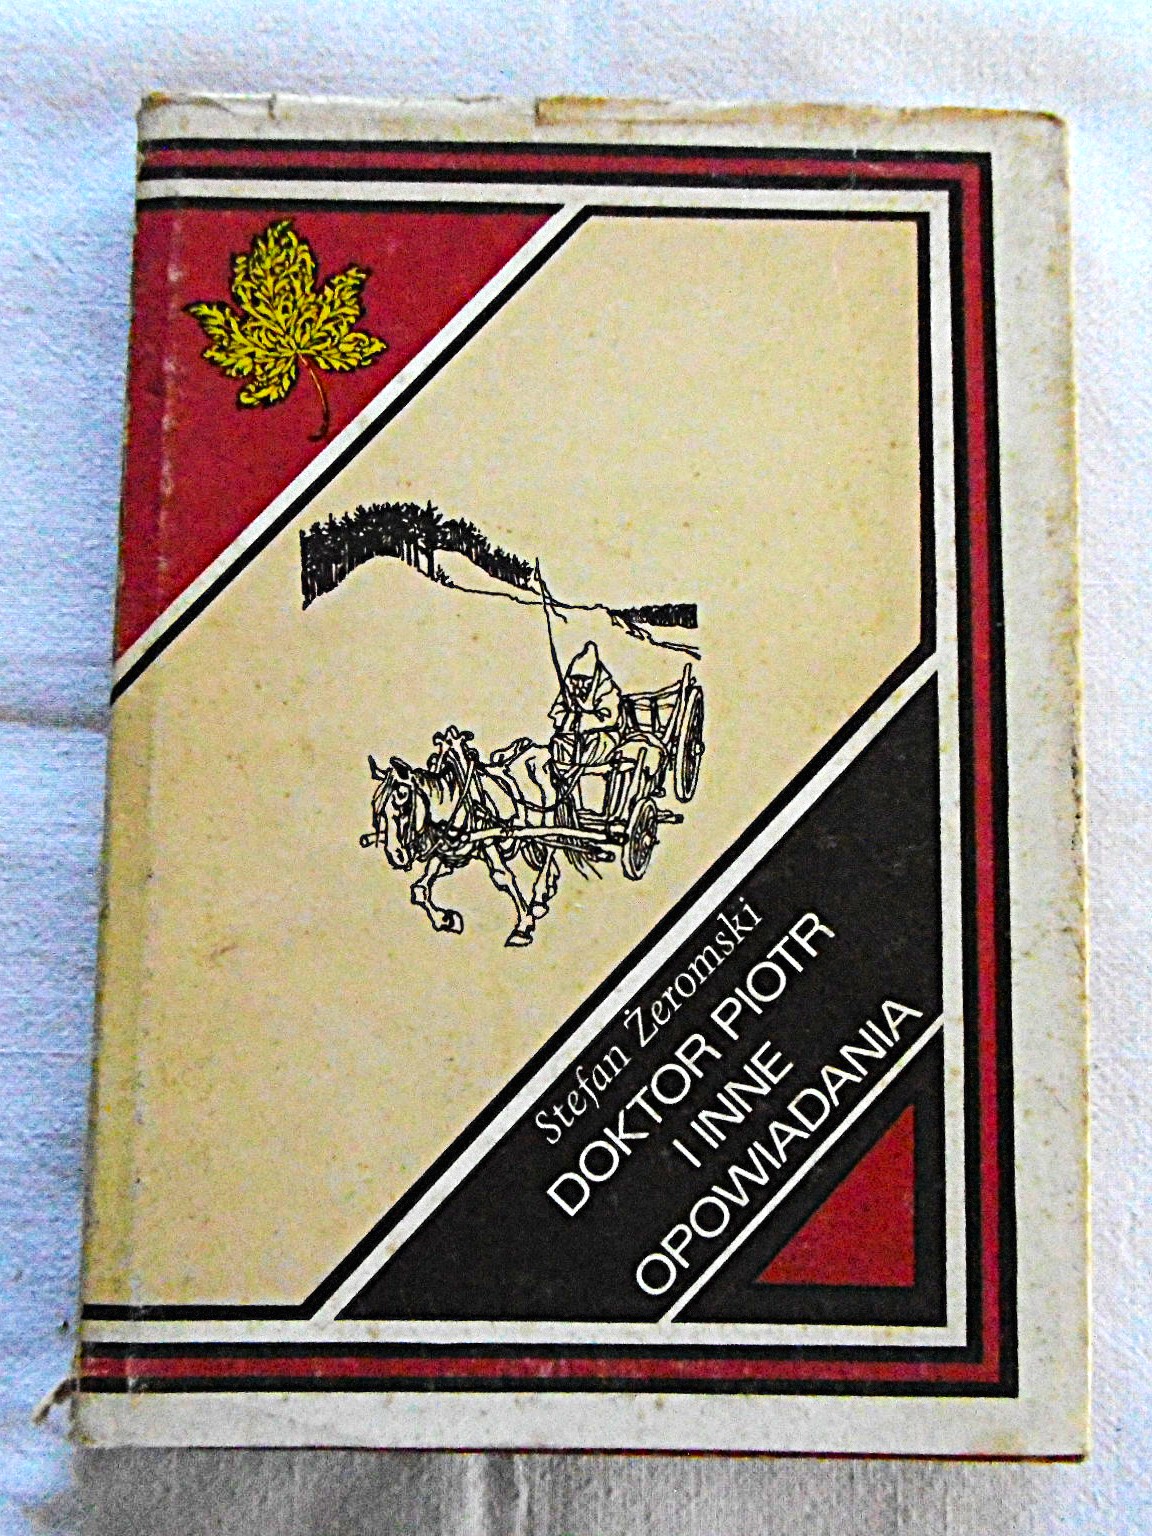 Stefan Żeromski
DOKTOR PIOTR
I INNE
OPOWIADANIA